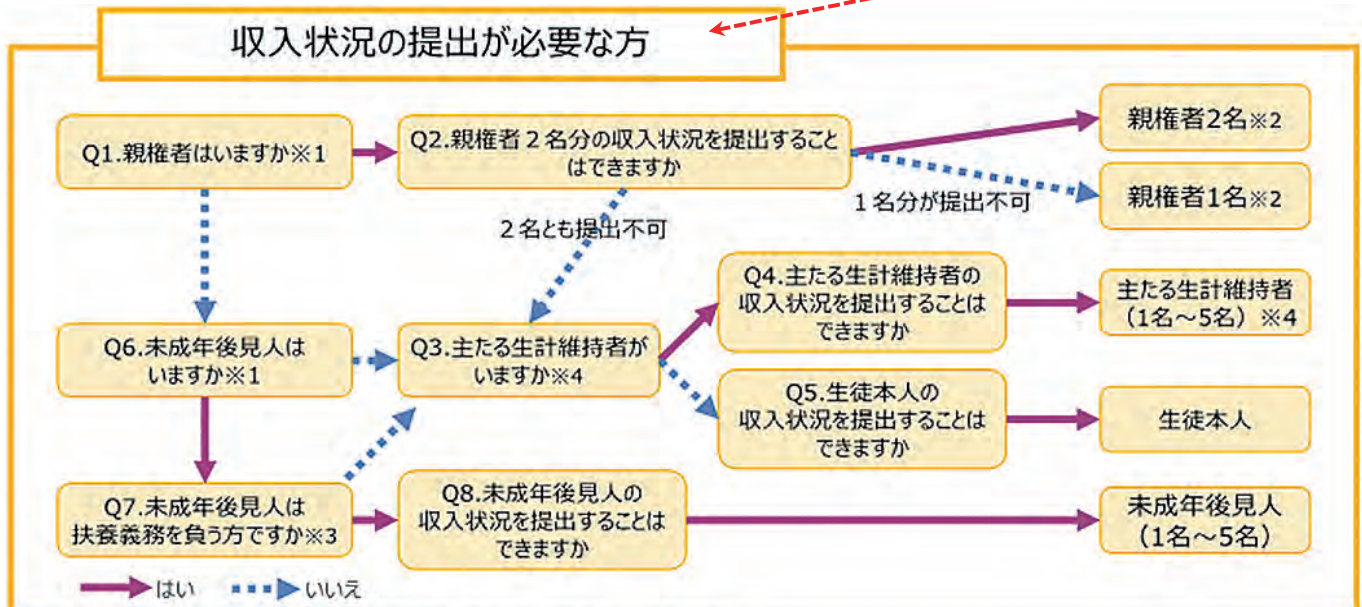 収入状況の提出が必要な方
Q1.親権者はいますか※1
Q2.親権者2名分の収入状況を提出すること
はできますか
親権者2名※2
親権者1名※2
1名分が提出不可
2名とも提出不可
Q6.未成年後見人は
いますか※1
Q3.主たる生計維持者が
いますか※4
Q4.主たる生計維持者の
収入状況を提出することは
できますか
主たる生計維持者
(1名~5名)※4
Q5.生徒本人の
収入状況を提出することは
できますか
生徒本人
Q7.未成年後見人は
扶養義務を負う方ですか※3
Q8.未成年後見人の
収入状況を提出することは
できますか
未成年後見人
(1名~5名)
はい
いいえ